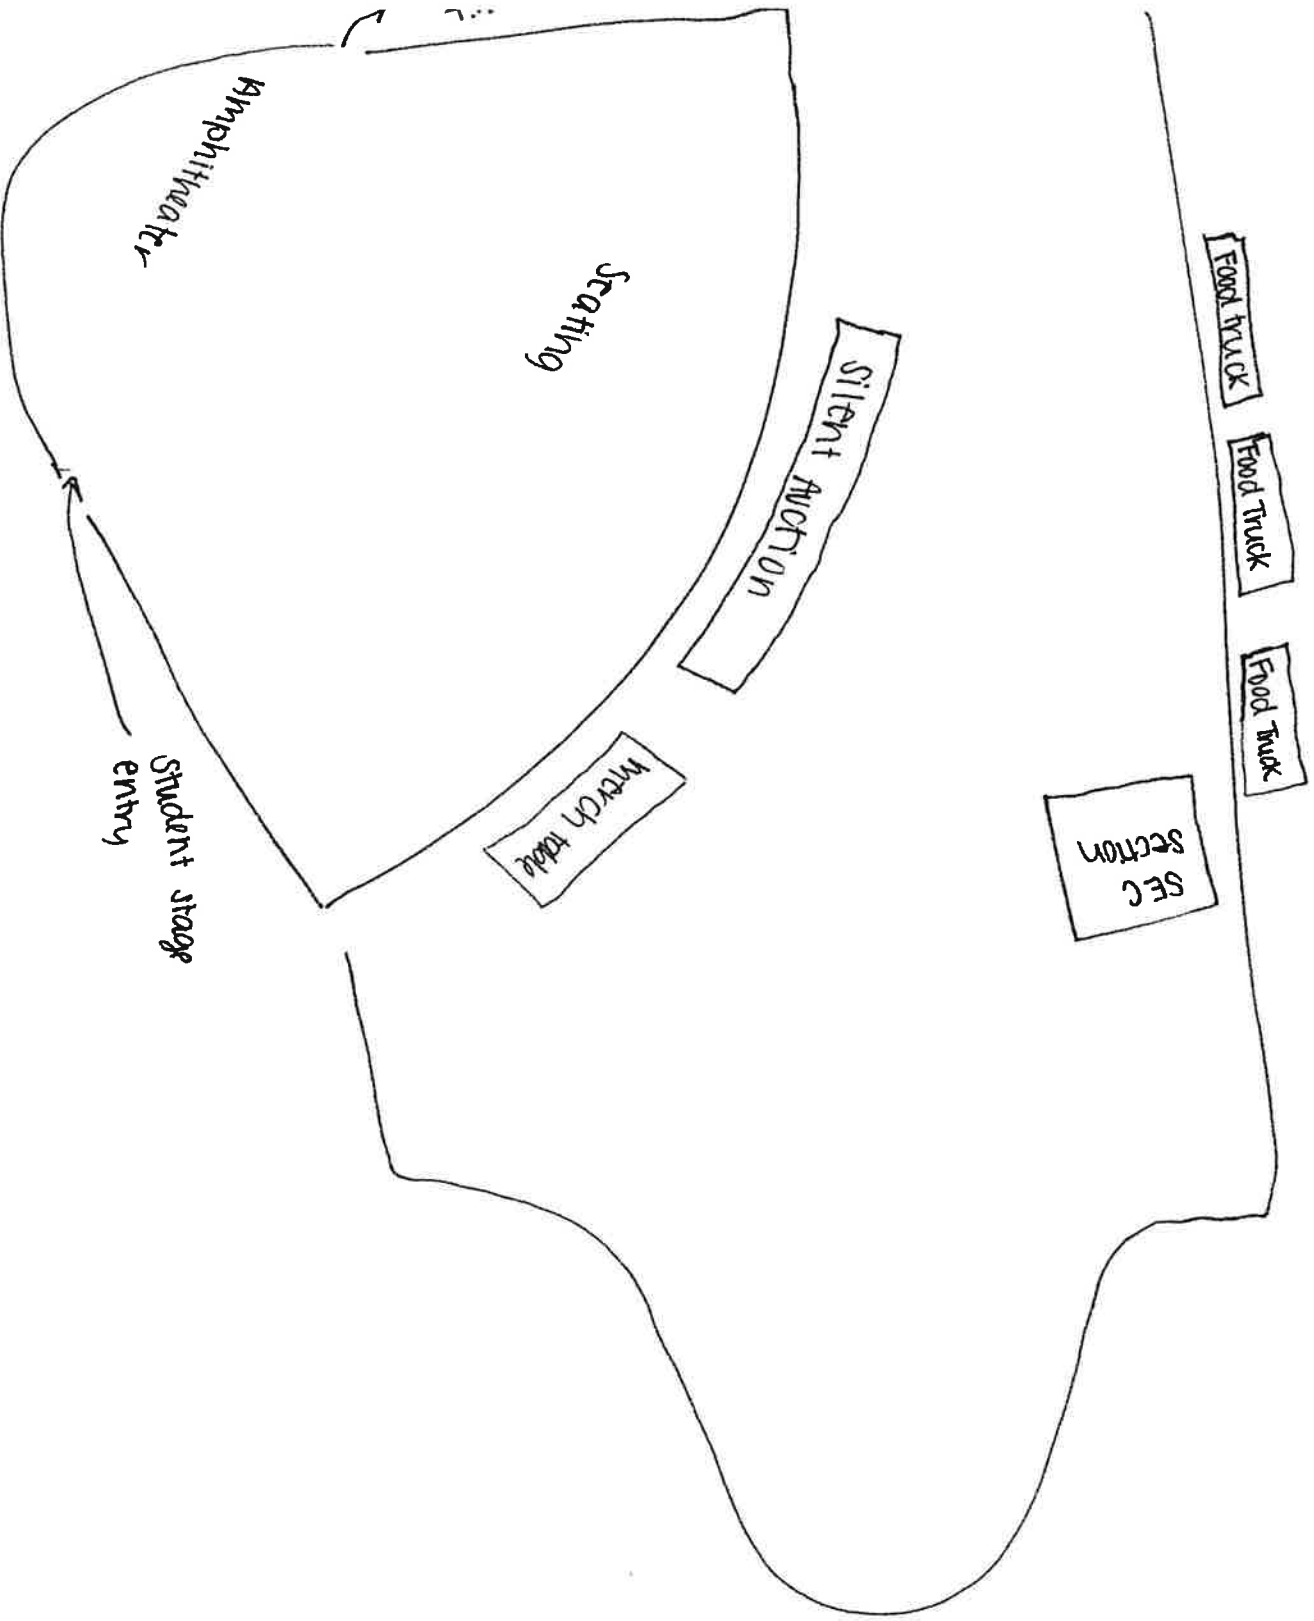 Amphitheater
Seating
Silent Auction
Merch table
Food truck
Food Truck
Food Truck
SEC
Section
Student stage
entry